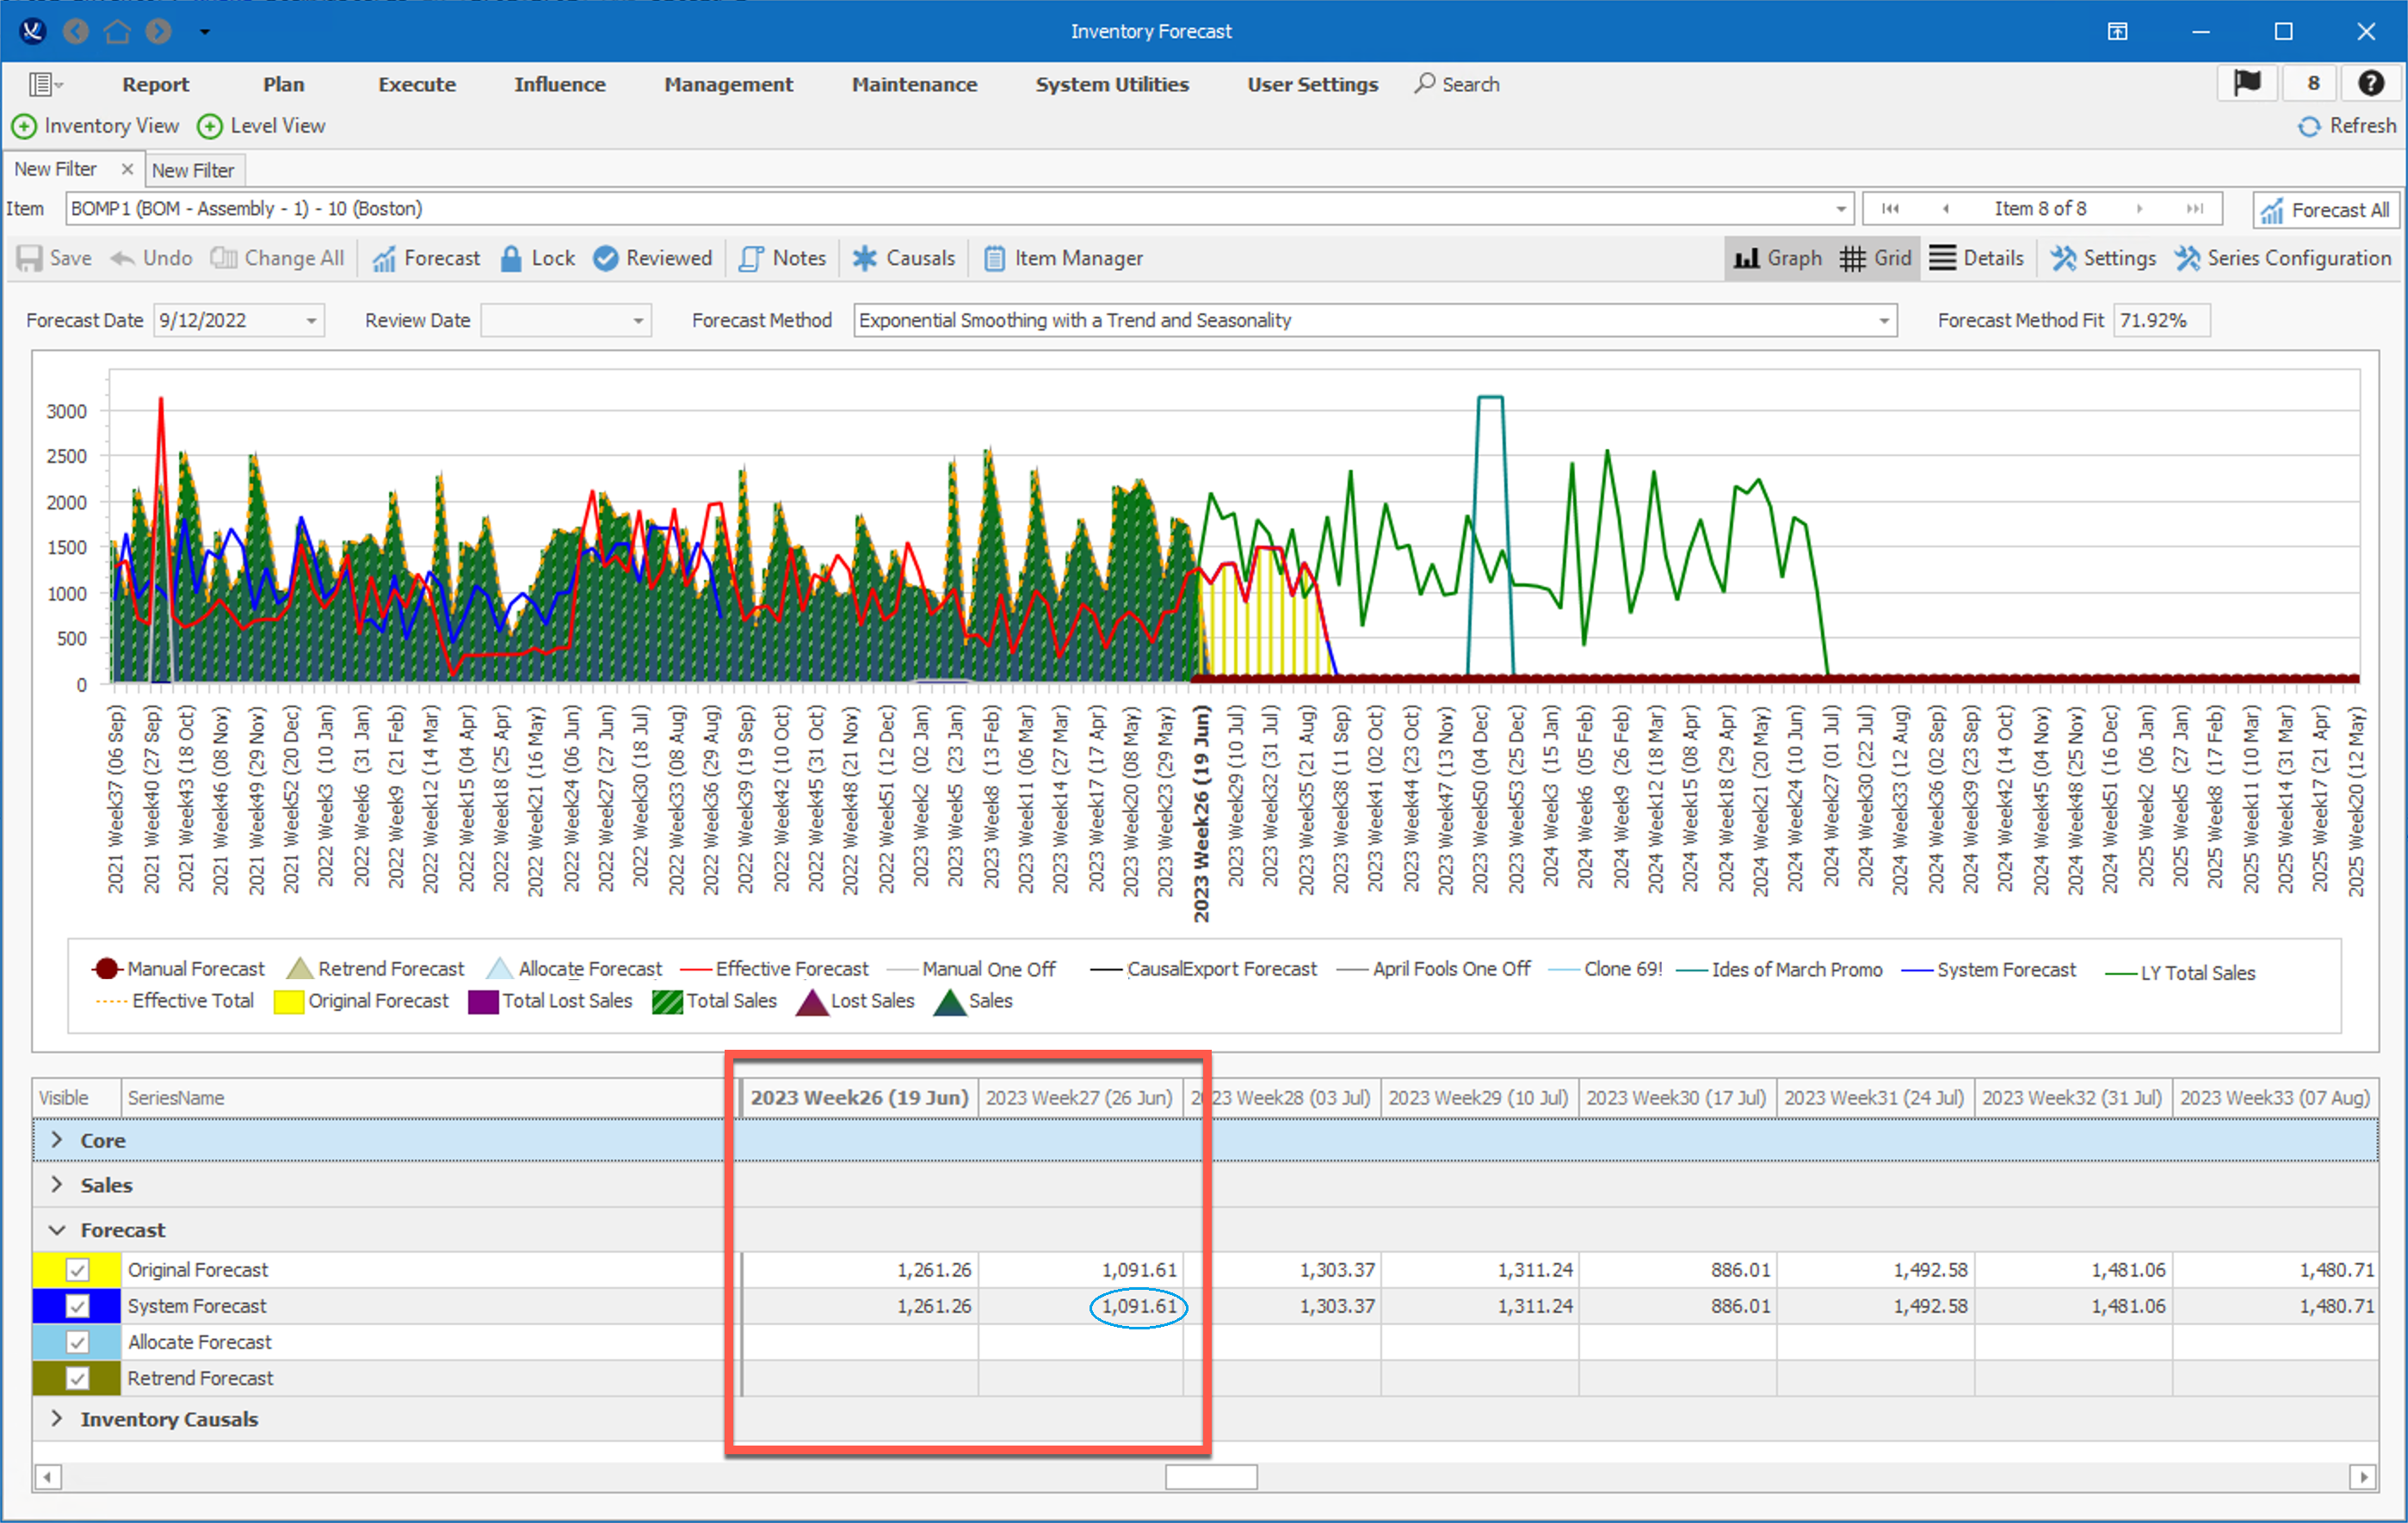 Inventory Forecast
Report Plan Execute Influence Management Maintenance System Utilities User Settings Search 8 ?
Inventory View Level View Refresh
New Filter × New Filter
Item BOMP1 (BOM - Assembly - 1) - 10 (Boston) Item 8 of 8 Forecast All
Save Undo Change All Forecast Lock Reviewed Notes Causals Item Manager Graph Grid Details Settings Series Configuration
Forecast Date 9/12/2022 Review Date Forecast Method Exponential Smoothing with a Trend and Seasonality Forecast Method Fit 71.92%
3000
2500
2000
1500
1000
500
0
2021 Week37 (06 Sep)
2021 Week40 (27 Sep)
2021 Week43 (18 Oct)
2021 Week46 (08 Nov)
2021 Week49 (29 Nov)
2021 Week52 (20 Dec)
2022 Week3 (10 Jan)
2022 Week6 (31 Jan)
2022 Week9 (21 Feb)
2022 Week12 (14 Mar)
2022 Week15 (04 Apr)
2022 Week18 (25 Apr)
2022 Week21 (16 May)
2022 Week24 (06 Jun)
2022 Week27 (27 Jun)
2022 Week30 (18 Jul)
2022 Week33 (08 Aug)
2022 Week36 (29 Aug)
2022 Week39 (19 Sep)
2022 Week42 (10 Oct)
2022 Week45 (31 Oct)
2022 Week48 (21 Nov)
2022 Week51 (12 Dec)
2023 Week2 (02 Jan)
2023 Week5 (23 Jan)
2023 Week8 (13 Feb)
2023 Week11 (06 Mar)
2023 Week14 (27 Mar)
2023 Week17 (17 Apr)
2023 Week20 (08 May)
2023 Week23 (29 May)
2023 Week26 (19 Jun)
2023 Week29 (10 Jul)
2023 Week32 (31 Jul)
2023 Week35 (21 Aug)
2023 Week38 (11 Sep)
2023 Week41 (02 Oct)
2023 Week44 (23 Oct)
2023 Week47 (13 Nov)
2023 Week50 (04 Dec)
2023 Week53 (25 Dec)
2024 Week3 (15 Jan)
2024 Week6 (05 Feb)
2024 Week9 (26 Feb)
2024 Week12 (18 Mar)
2024 Week15 (08 Apr)
2024 Week18 (29 Apr)
2024 Week21 (20 May)
2024 Week24 (10 Jun)
2024 Week27 (01 Jul)
2024 Week30 (22 Jul)
2024 Week33 (12 Aug)
2024 Week36 (02 Sep)
2024 Week39 (23 Sep)
2024 Week42 (14 Oct)
2024 Week45 (04 Nov)
2024 Week48 (25 Nov)
2024 Week51 (16 Dec)
2025 Week2 (06 Jan)
2025 Week5 (27 Jan)
2025 Week8 (17 Feb)
2025 Week11 (10 Mar)
2025 Week14 (31 Mar)
2025 Week17 (21 Apr)
2025 Week20 (12 May)
Manual Forecast Retrend Forecast Allocate Forecast Effective Forecast Manual One Off CausalExport Forecast April Fools One Off Clone 69! Ides of March Promo System Forecast LY Total Sales
Effective Total Original Forecast Total Lost Sales Total Sales Lost Sales Sales
Visible SeriesName 2023 Week26 (19 Jun) 2023 Week27 (26 Jun) 2023 Week28 (03 Jul) 2023 Week29 (10 Jul) 2023 Week30 (17 Jul) 2023 Week31 (24 Jul) 2023 Week32 (31 Jul) 2023 Week33 (07 Aug)
Core
Sales
Forecast
Original Forecast 1,261.26 1,091.61 1,303.37 1,311.24 886.01 1,492.58 1,481.06 1,480.71
System Forecast 1,261.26 1,091.61 1,303.37 1,311.24 886.01 1,492.58 1,481.06 1,480.71
Allocate Forecast
Retrend Forecast
Inventory Causals